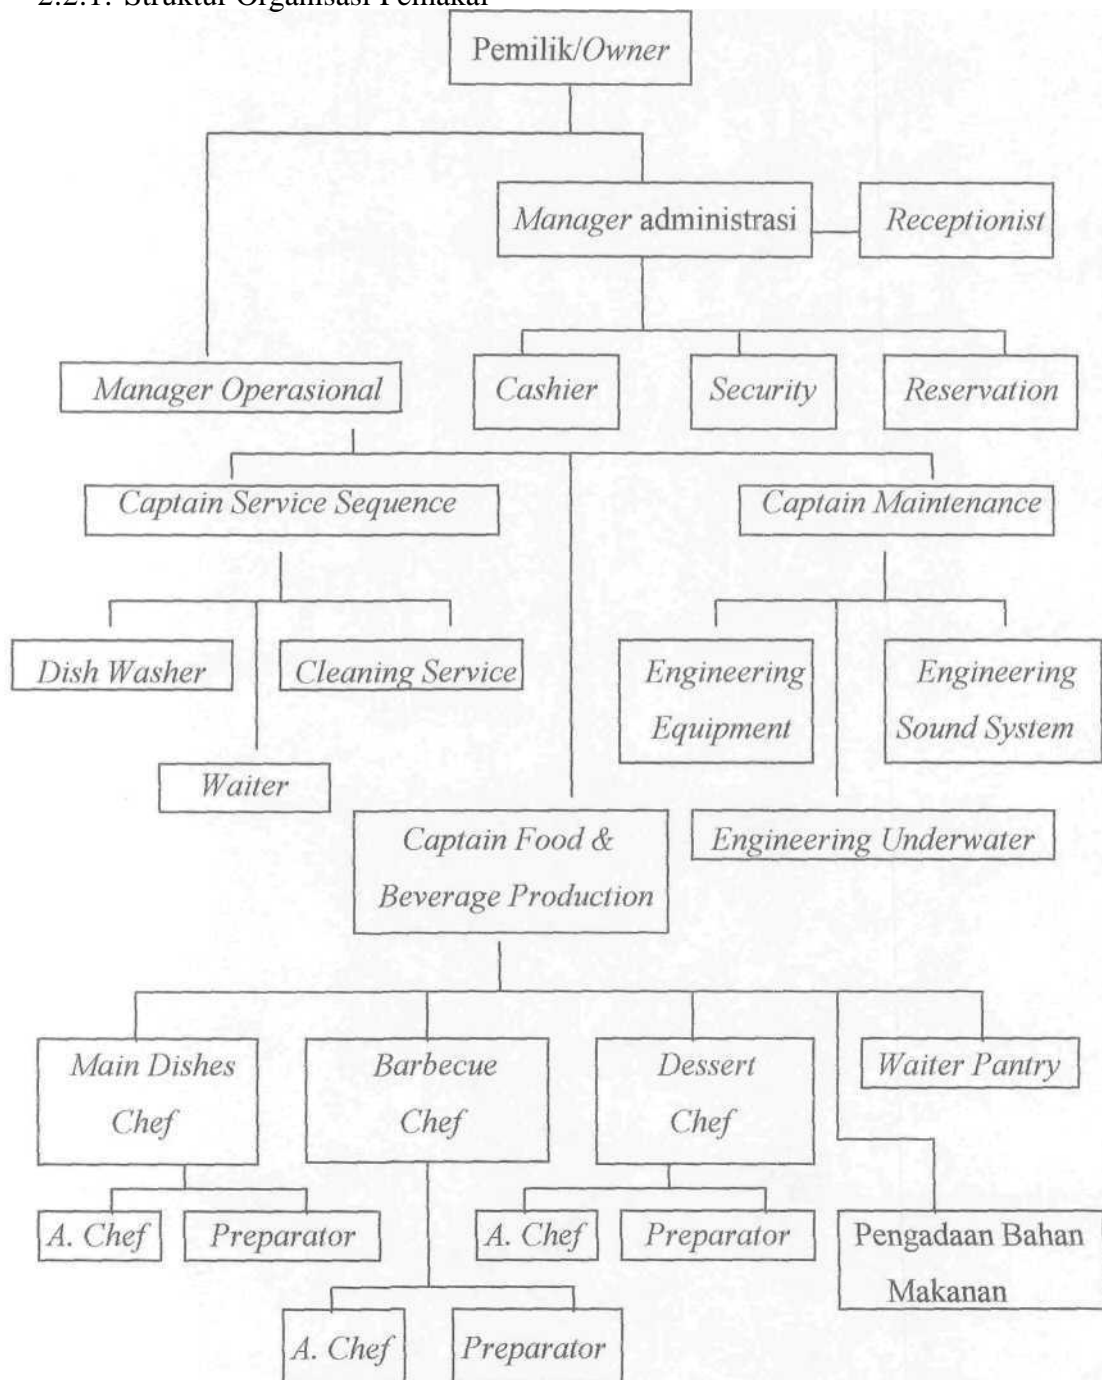 2.2.1. Struktur Organisasi Pemakai
Pemilik/Owner
Manager administrasi
Receptionist
Manager Operasional
Cashier
Security
Reservation
Captain Service Sequence
Captain Maintenance
Dish Washer
Cleaning Service
Engineering
Equipment
Engineering
Sound System
Waiter
Captain Food &
Beverage Production
Engineering Underwater
Main Dishes
Chef
Barbecue
Chef
Dessert
Chef
Waiter Pantry
A. Chef
Preparator
A. Chef
Preparator
Pengadaan Bahan
Makanan
A. Chef
Preparator